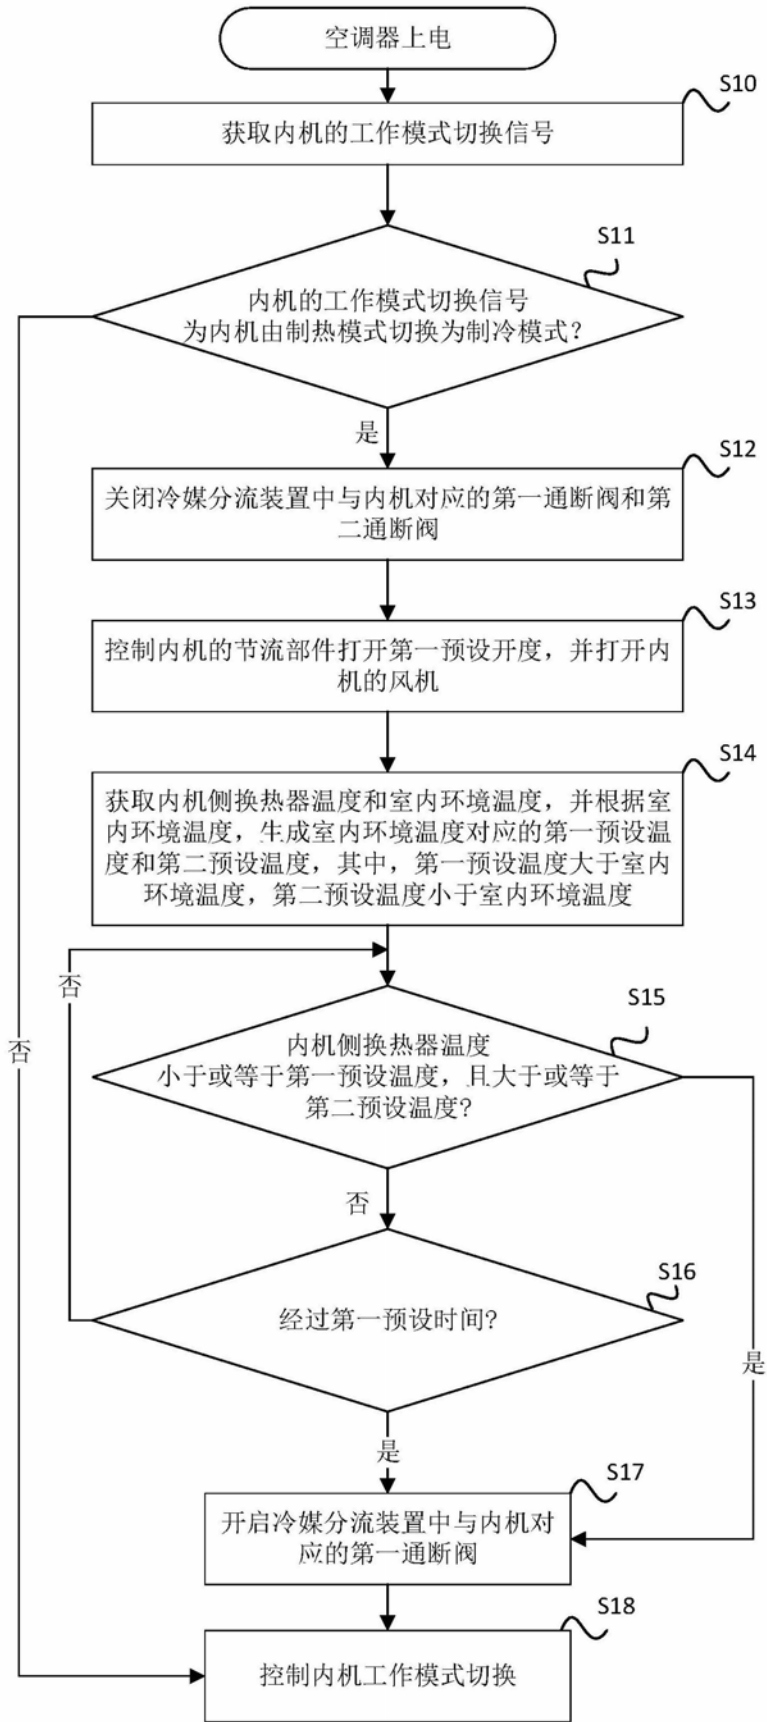 空调器上电
S10
获取内机的工作模式切换信号
S11
内机的工作模式切换信号
为内机由制热模式切换为制冷模式?
是
S12
关闭冷媒分流装置中与内机对应的第一通断阀和第
二通断阀
S13
控制内机的节流部件打开第一预设开度，并打开内
机的风机
S14
获取内机侧换热器温度和室内环境温度，并根据室
内环境温度，生成室内环境温度对应的第一预设温
度和第二预设温度，其中，第一预设温度大于室内
环境温度，第二预设温度小于室内环境温度
否
否
S15
内机侧换热器温度
小于或等于第一预设温度，且大于或等于
第二预设温度?
否
S16
经过第一预设时间?
是
是
S17
开启冷媒分流装置中与内机对
应的第一通断阀
S18
控制内机工作模式切换